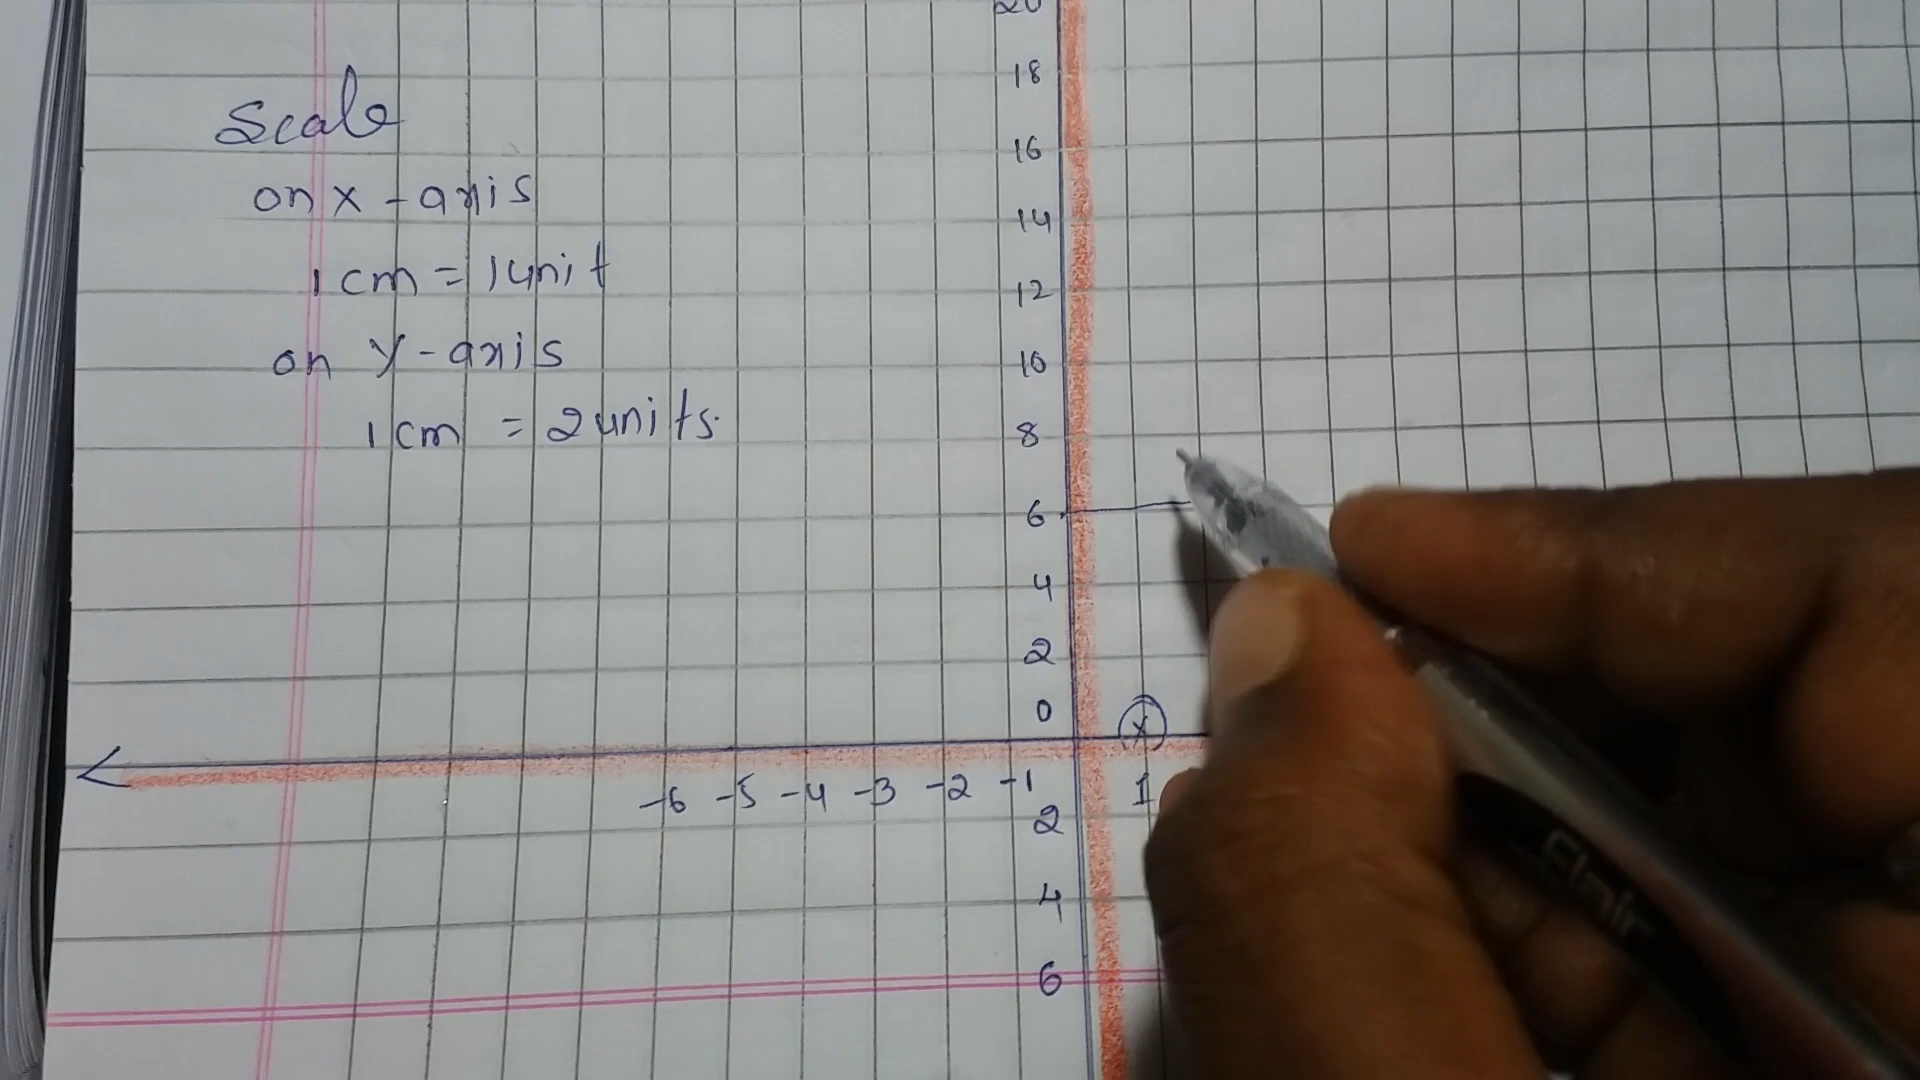 Scale
on x-axis
1cm = 1unit
on y-axis
1cm = 2units.
20
18
16
14
12
10
8
6
4
2
0
x
-6 -5 -4 -3 -2 -1 1
2
4
6